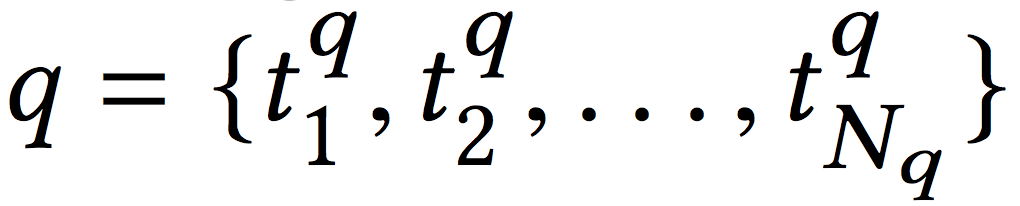 q = {t_1^q, t_2^q, ..., t_{N_q}^q}